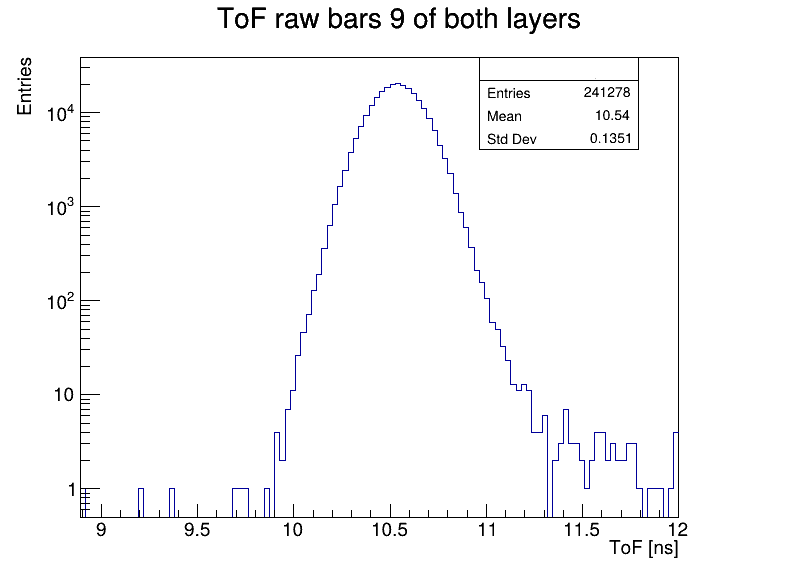 ToF raw bars 9 of both layers
Entries
Entries 241278
Mean 10.54
Std Dev 0.1351
10^4
10^3
10^2
10
1
9 9.5 10 10.5 11 11.5 12
ToF [ns]